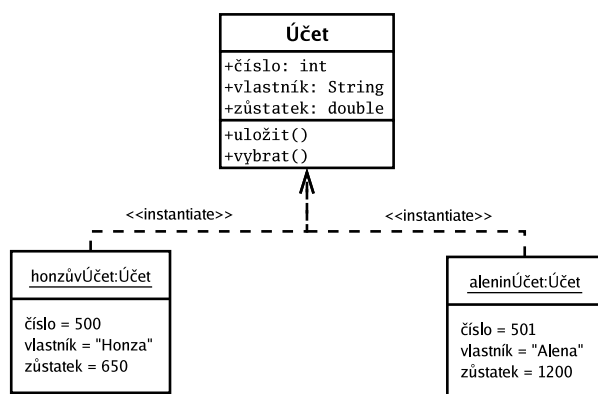 Účet
+číslo: int
+vlastník: String
+zůstatek: double
+uložit()
+vybrat()
<<instantiate>>
<<instantiate>>
honzůvÚčet:Účet
číslo = 500
vlastník = "Honza"
zůstatek = 650
aleninÚčet:Účet
číslo = 501
vlastník = "Alena"
zůstatek = 1200